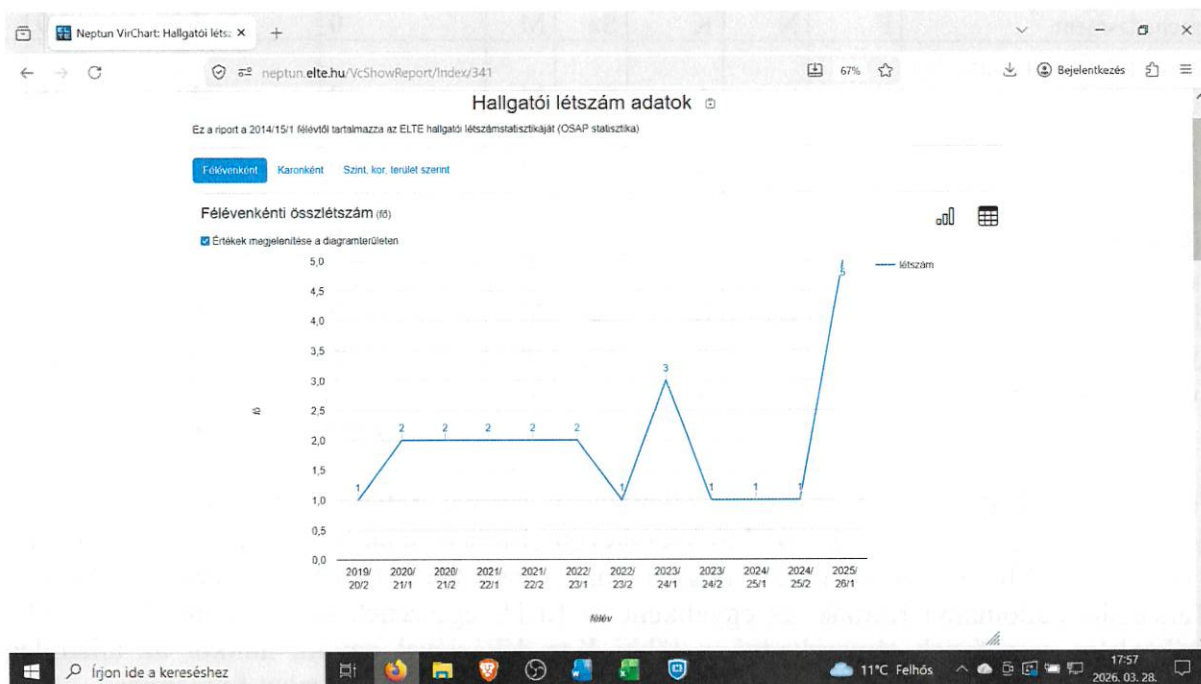 Neptun VirChart: Hallgatói léts:
neptun.elte.hu/VcShowReport/Index/341
67%
Bejelentkezés
Hallgatói létszám adatok
Ez a riport a 2014/15/1 félévtől tartalmazza az ELTE hallgatói létszámstatisztikáját (OSAP statisztika)
Félévenként Karonként Szint, kor, terület szerint
Félévenkénti összlétszám (fő)
Értékek megjelenítése a diagramterületen
5,0
4,5
4,0
3,5
3,0
2,5
2,0
1,5
1,0
0,5
0,0
fő
1 2 2 2 2 2 1 3 1 1 1 5
létszám
2019/ 2020/ 2020/ 2021/ 2021/ 2022/ 2022/ 2023/ 2023/ 2024/ 2024/ 2025/
20/2 21/1 21/2 22/1 22/2 23/1 23/2 24/1 24/2 25/1 25/2 26/1
félév
Írjon ide a kereséshez
11°C Felhős
17:57
2026. 03. 28.